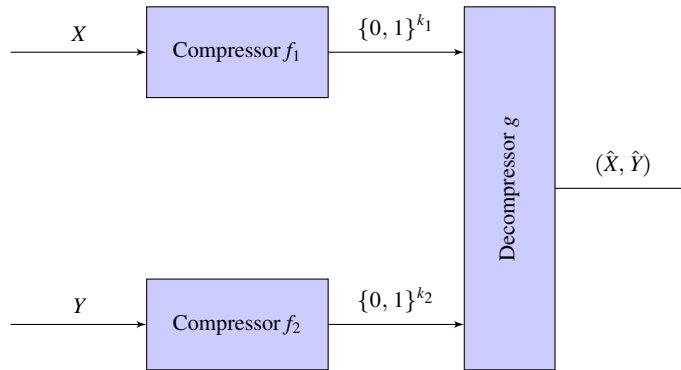 X
Compressor f₁
{0, 1}^{k₁}
Decompressor g
(X̂, Ŷ)
Y
Compressor f₂
{0, 1}^{k₂}